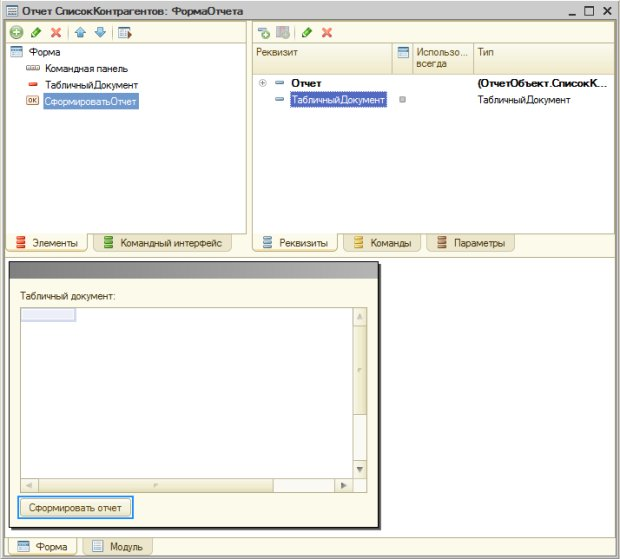 Отчет СписокКонтрагентов: ФормаОтчета
Форма
Командная панель
ТабличныйДокумент
OK СформироватьОтчет
Элементы
Командный интерфейс
Реквизит
Использо... всегда
Тип
Отчет
(ОтчетОбъект.СписокК...
ТабличныйДокумент
ТабличныйДокумент
Реквизиты
Команды
Параметры
Табличный документ:
Сформировать отчет
Форма
Модуль